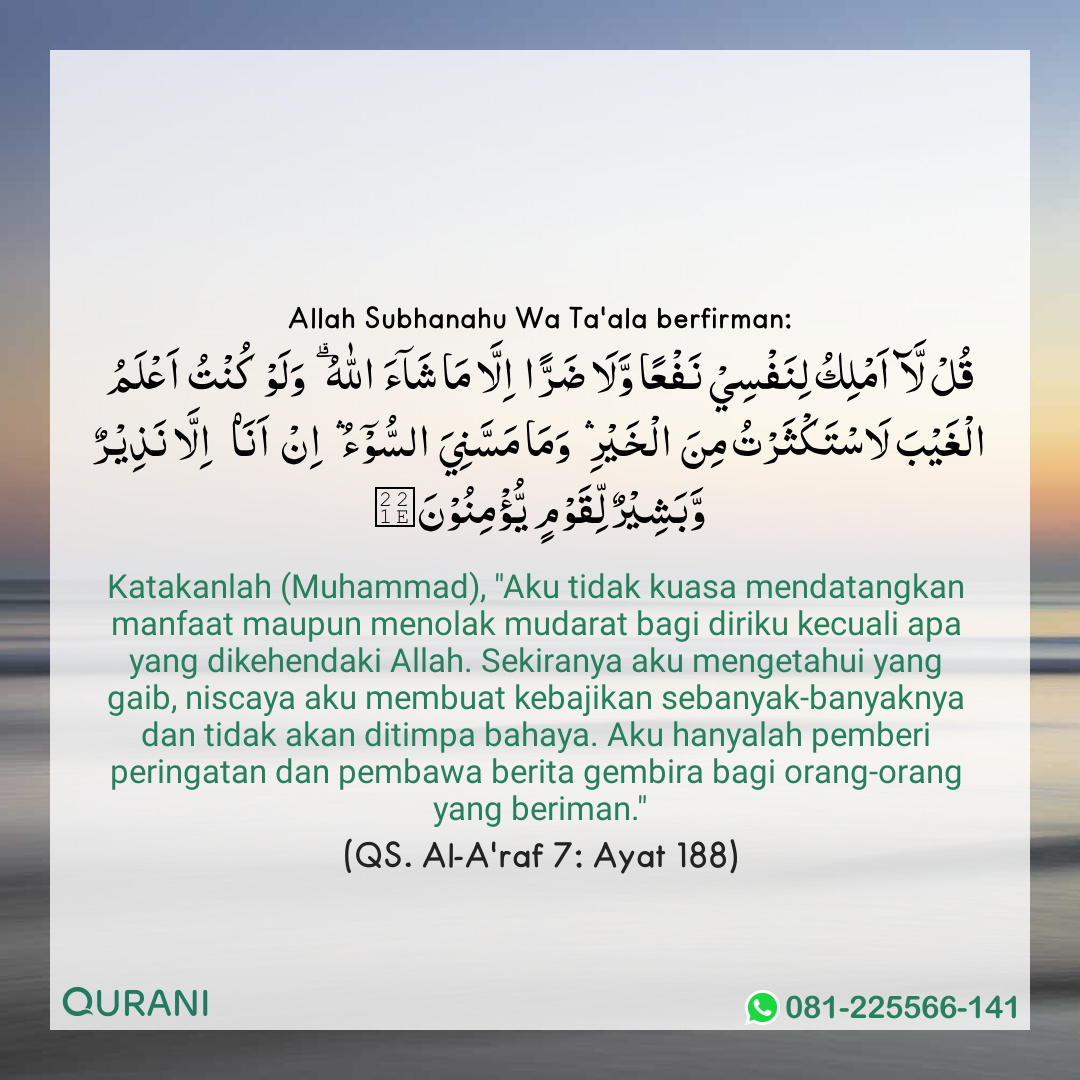 Allah Subhanahu Wa Ta'ala berfirman:
قُلْ لَّآ اَمْلِكُ لِنَفْسِيْ نَفْعًا وَّلَا ضَرًّا اِلَّا مَا شَاۤءَ اللّٰهُ ۗوَلَوْ كُنْتُ اَعْلَمُ
الْغَيْبَ لَاسْتَكْثَرْتُ مِنَ الْخَيْرِۛ وَمَا مَسَّنِيَ السُّوْۤءُۛ اِنْ اَنَا۠ اِلَّا نَذِيْرٌ
وَّبَشِيْرٌ لِّقَوْمٍ يُّؤْمِنُوْنَ
Katakanlah (Muhammad), "Aku tidak kuasa mendatangkan
manfaat maupun menolak mudarat bagi diriku kecuali apa
yang dikehendaki Allah. Sekiranya aku mengetahui yang
gaib, niscaya aku membuat kebajikan sebanyak-banyaknya
dan tidak akan ditimpa bahaya. Aku hanyalah pemberi
peringatan dan pembawa berita gembira bagi orang-orang
yang beriman."
(QS. Al-A'raf 7: Ayat 188)
QURANI
081-225566-141